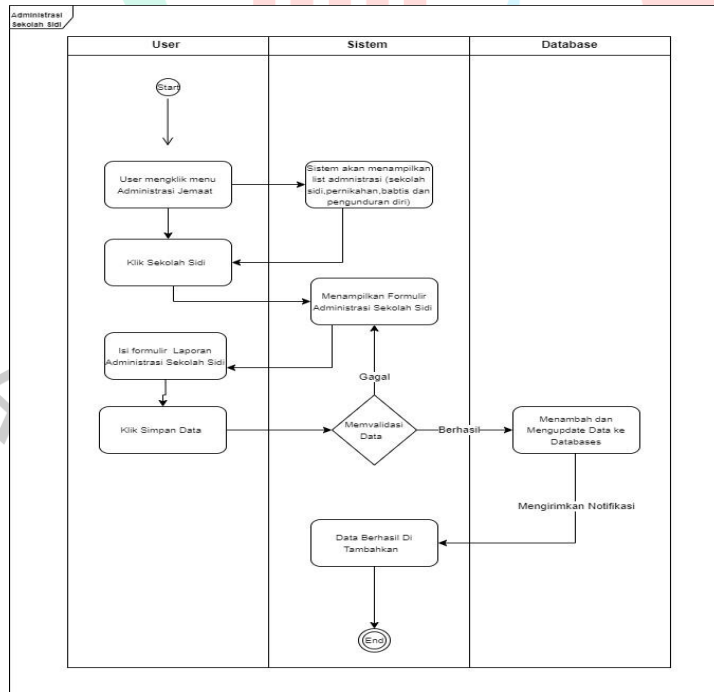 Administrasi
Sekolah Sidi
User
Sistem
Database
Start
User mengklik menu
Administrasi Jemaat
Sistem akan menampilkan
list admnistrasi (sekolah
sidi,pernikahan,babtis dan
pengunduran diri)
Klik Sekolah Sidi
Menampilkan Formulir
Administrasi Sekolah Sidi
Isi formulir Laporan
Administrasi Sekolah Sidi
Gagal
Klik Simpan Data
Memvalidasi
Data
Berhasil
Menambah dan
Mengupdate Data ke
Databases
Mengirimkan Notifikasi
Data Berhasil Di
Tambahkan
End